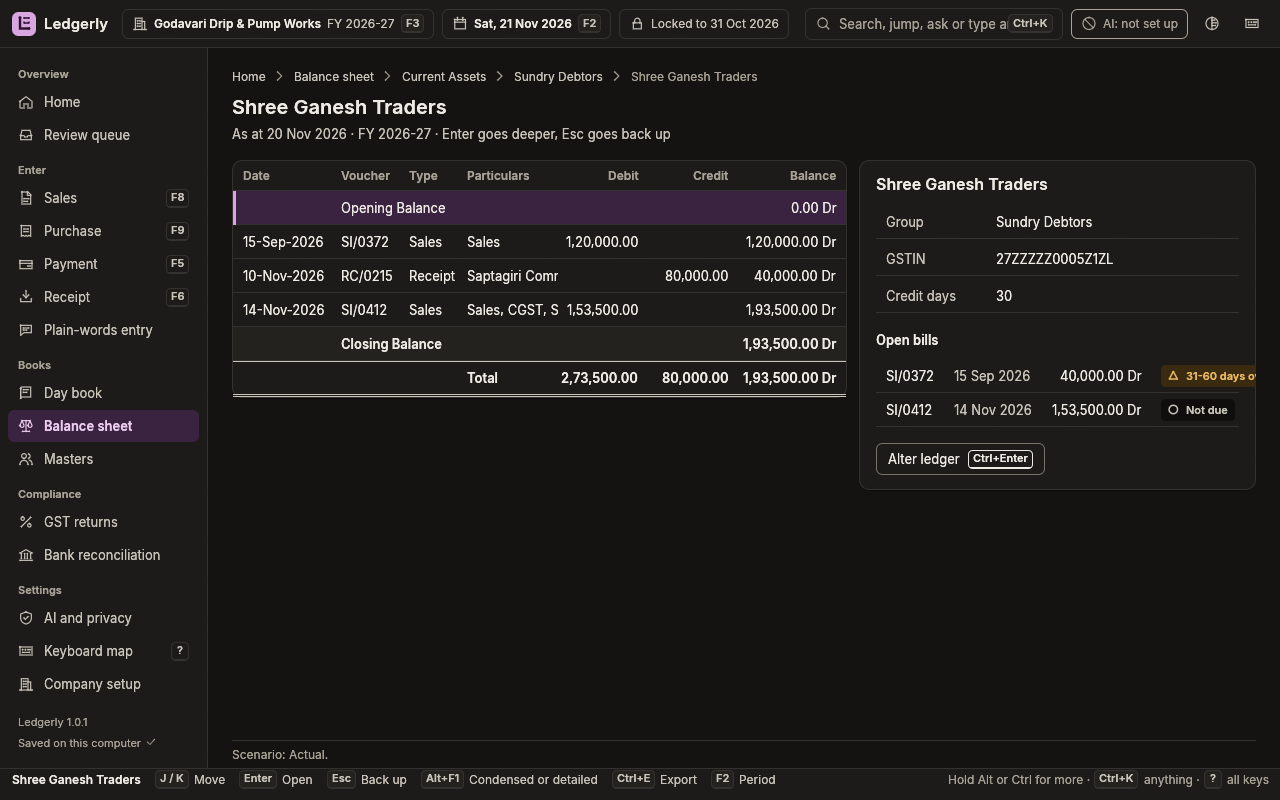 Ledgerly
Godavari Drip & Pump Works FY 2026-27 F3
Sat, 21 Nov 2026 F2
Locked to 31 Oct 2026
Search, jump, ask or type a Ctrl+K
AI: not set up
Overview
Home
Review queue
Enter
Sales F8
Purchase F9
Payment F5
Receipt F6
Plain-words entry
Books
Day book
Balance sheet
Masters
Compliance
GST returns
Bank reconciliation
Settings
AI and privacy
Keyboard map ?
Company setup
Ledgerly 1.0.1
Saved on this computer
Home Balance sheet Current Assets Sundry Debtors Shree Ganesh Traders
Shree Ganesh Traders
As at 20 Nov 2026 · FY 2026-27 · Enter goes deeper, Esc goes back up
Date Voucher Type Particulars Debit Credit Balance
Opening Balance 0.00 Dr
15-Sep-2026 SI/0372 Sales Sales 1,20,000.00 1,20,000.00 Dr
10-Nov-2026 RC/0215 Receipt Saptagiri Comr 80,000.00 40,000.00 Dr
14-Nov-2026 SI/0412 Sales Sales, CGST, S 1,53,500.00 1,93,500.00 Dr
Closing Balance 1,93,500.00 Dr
Total 2,73,500.00 80,000.00 1,93,500.00 Dr
Shree Ganesh Traders
Group Sundry Debtors
GSTIN 27ZZZZZ0005Z1ZL
Credit days 30
Open bills
SI/0372 15 Sep 2026 40,000.00 Dr 31-60 days ov
SI/0412 14 Nov 2026 1,53,500.00 Dr Not due
Alter ledger Ctrl+Enter
Scenario: Actual.
Shree Ganesh Traders J / K Move Enter Open Esc Back up Alt+F1 Condensed or detailed Ctrl+E Export F2 Period
Hold Alt or Ctrl for more · Ctrl+K anything · ? all keys